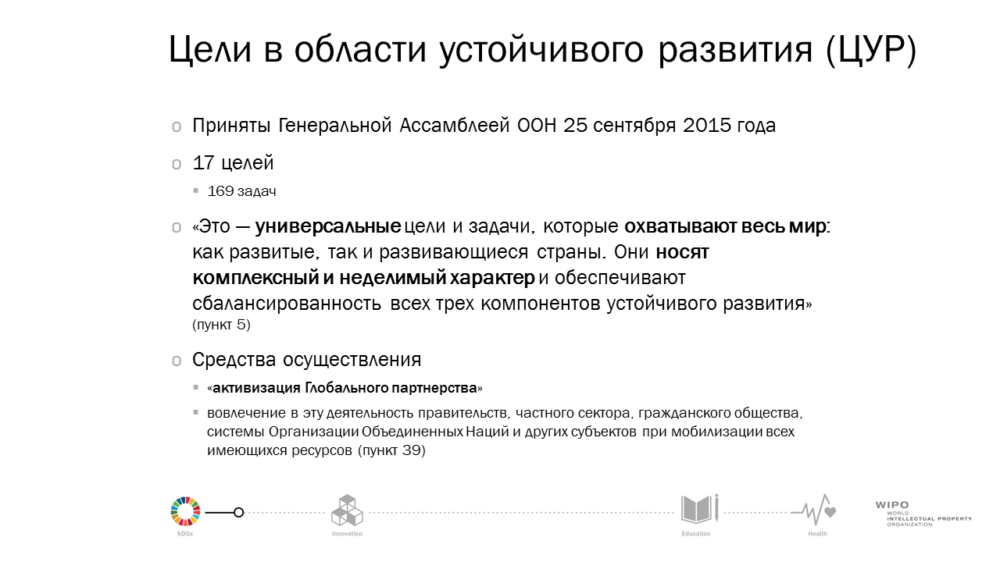 Цели в области устойчивого развития (ЦУР)
o Приняты Генеральной Ассамблеей ООН 25 сентября 2015 года
o 17 целей
▪ 169 задач
o «Это — универсальные цели и задачи, которые охватывают весь мир:
как развитые, так и развивающиеся страны. Они носят
комплексный и неделимый характер и обеспечивают
сбалансированность всех трех компонентов устойчивого развития»
(пункт 5)
o Средства осуществления
▪ «активизация Глобального партнерства»
▪ вовлечение в эту деятельность правительств, частного сектора, гражданского общества,
системы Организации Объединенных Наций и других субъектов при мобилизации всех
имеющихся ресурсов (пункт 39)
SDGs
Innovation
Education
Health
WIPO
WORLD
INTELLECTUAL PROPERTY
ORGANIZATION